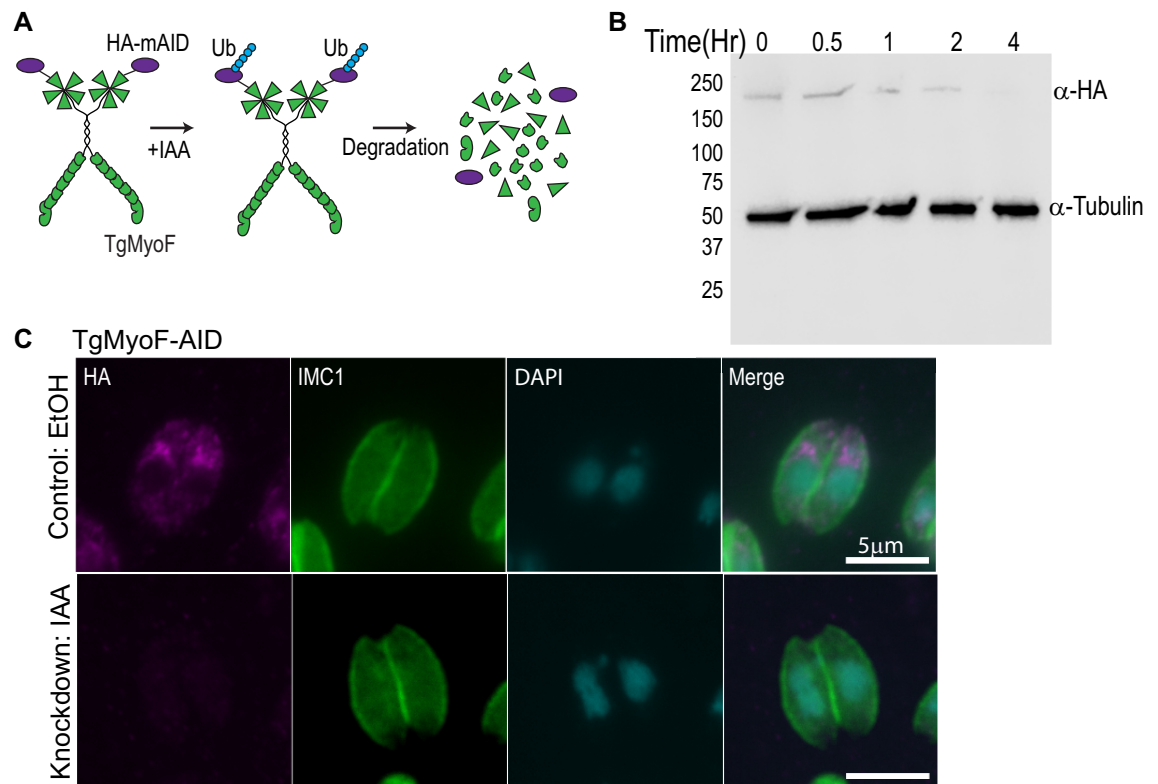 A
HA-mAID
Ub
Ub
+IAA
Degradation
TgMyoF
B
Time(Hr) 0 0.5 1 2 4
250
150
100
75
50
37
25
α-HA
α-Tubulin
C TgMyoF-AID
Control: EtOH
HA
IMC1
DAPI
Merge
5μm
Knockdown: IAA